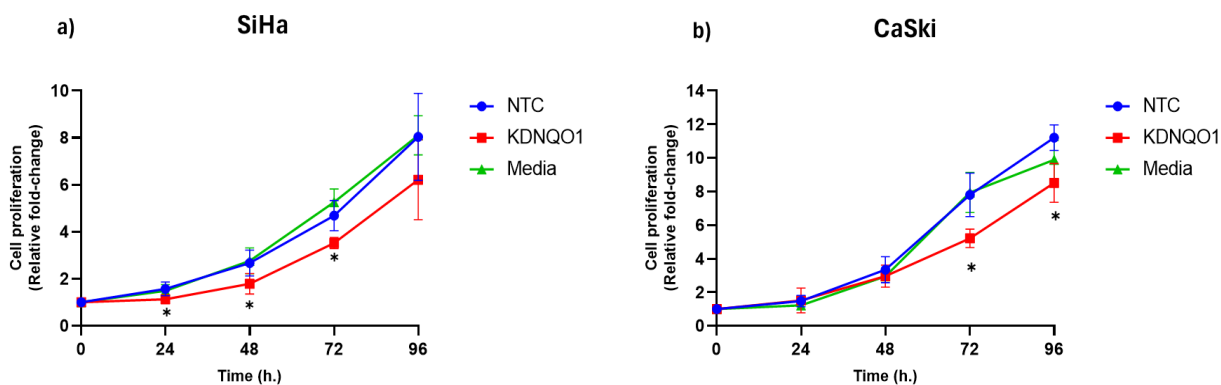 a) SiHa
Cell proliferation
(Relative fold-change)
10
8
6
4
2
0
0 24 48 72 96
Time (h.)
* * *
NTC
KDNQO1
Media
b) CaSki
Cell proliferation
(Relative fold-change)
14
12
10
8
6
4
2
0
0 24 48 72 96
Time (h.)
* *
NTC
KDNQO1
Media